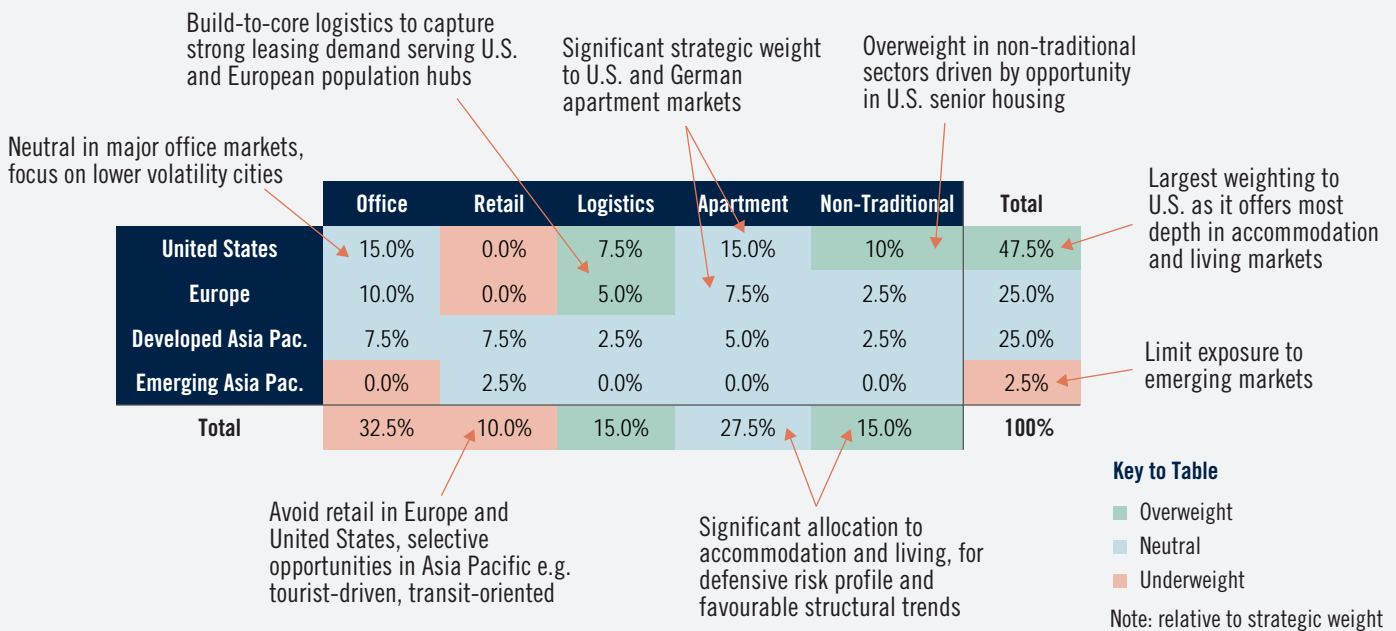 Build-to-core logistics to capture
strong leasing demand serving U.S.
and European population hubs
Significant strategic weight
to U.S. and German
apartment markets
Overweight in non-traditional
sectors driven by opportunity
in U.S. senior housing
Neutral in major office markets,
focus on lower volatility cities
Largest weighting to
U.S. as it offers most
depth in accommodation
and living markets
Office Retail Logistics Apartment Non-Traditional Total
United States 15.0% 0.0% 7.5% 15.0% 10% 47.5%
Europe 10.0% 0.0% 5.0% 7.5% 2.5% 25.0%
Developed Asia Pac. 7.5% 7.5% 2.5% 5.0% 2.5% 25.0%
Emerging Asia Pac. 0.0% 2.5% 0.0% 0.0% 0.0% 2.5%
Total 32.5% 10.0% 15.0% 27.5% 15.0% 100%
Limit exposure to
emerging markets
Avoid retail in Europe and
United States, selective
opportunities in Asia Pacific e.g.
tourist-driven, transit-oriented
Significant allocation to
accommodation and living, for
defensive risk profile and
favourable structural trends
Key to Table
Overweight
Neutral
Underweight
Note: relative to strategic weight